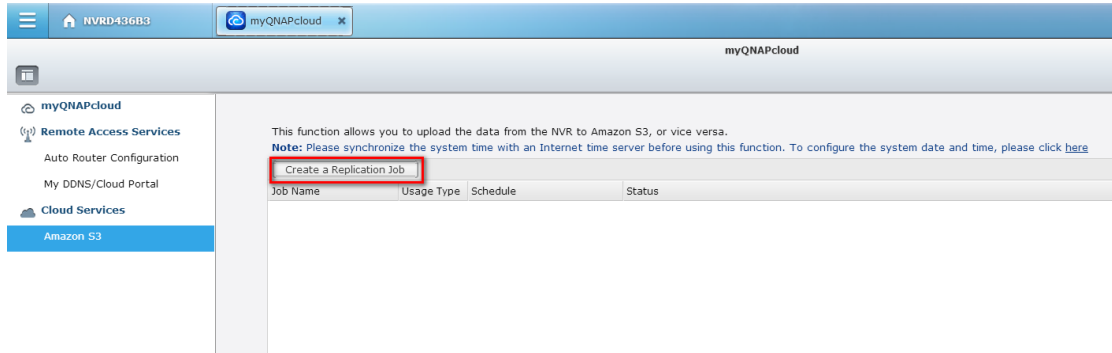 NVRD436B3
myQNAPcloud
myQNAPcloud
myQNAPcloud
Remote Access Services
Auto Router Configuration
My DDNS/Cloud Portal
Cloud Services
Amazon S3
This function allows you to upload the data from the NVR to Amazon S3, or vice versa.
Note: Please synchronize the system time with an Internet time server before using this function. To configure the system date and time, please click here
Create a Replication Job
Job Name Usage Type Schedule Status